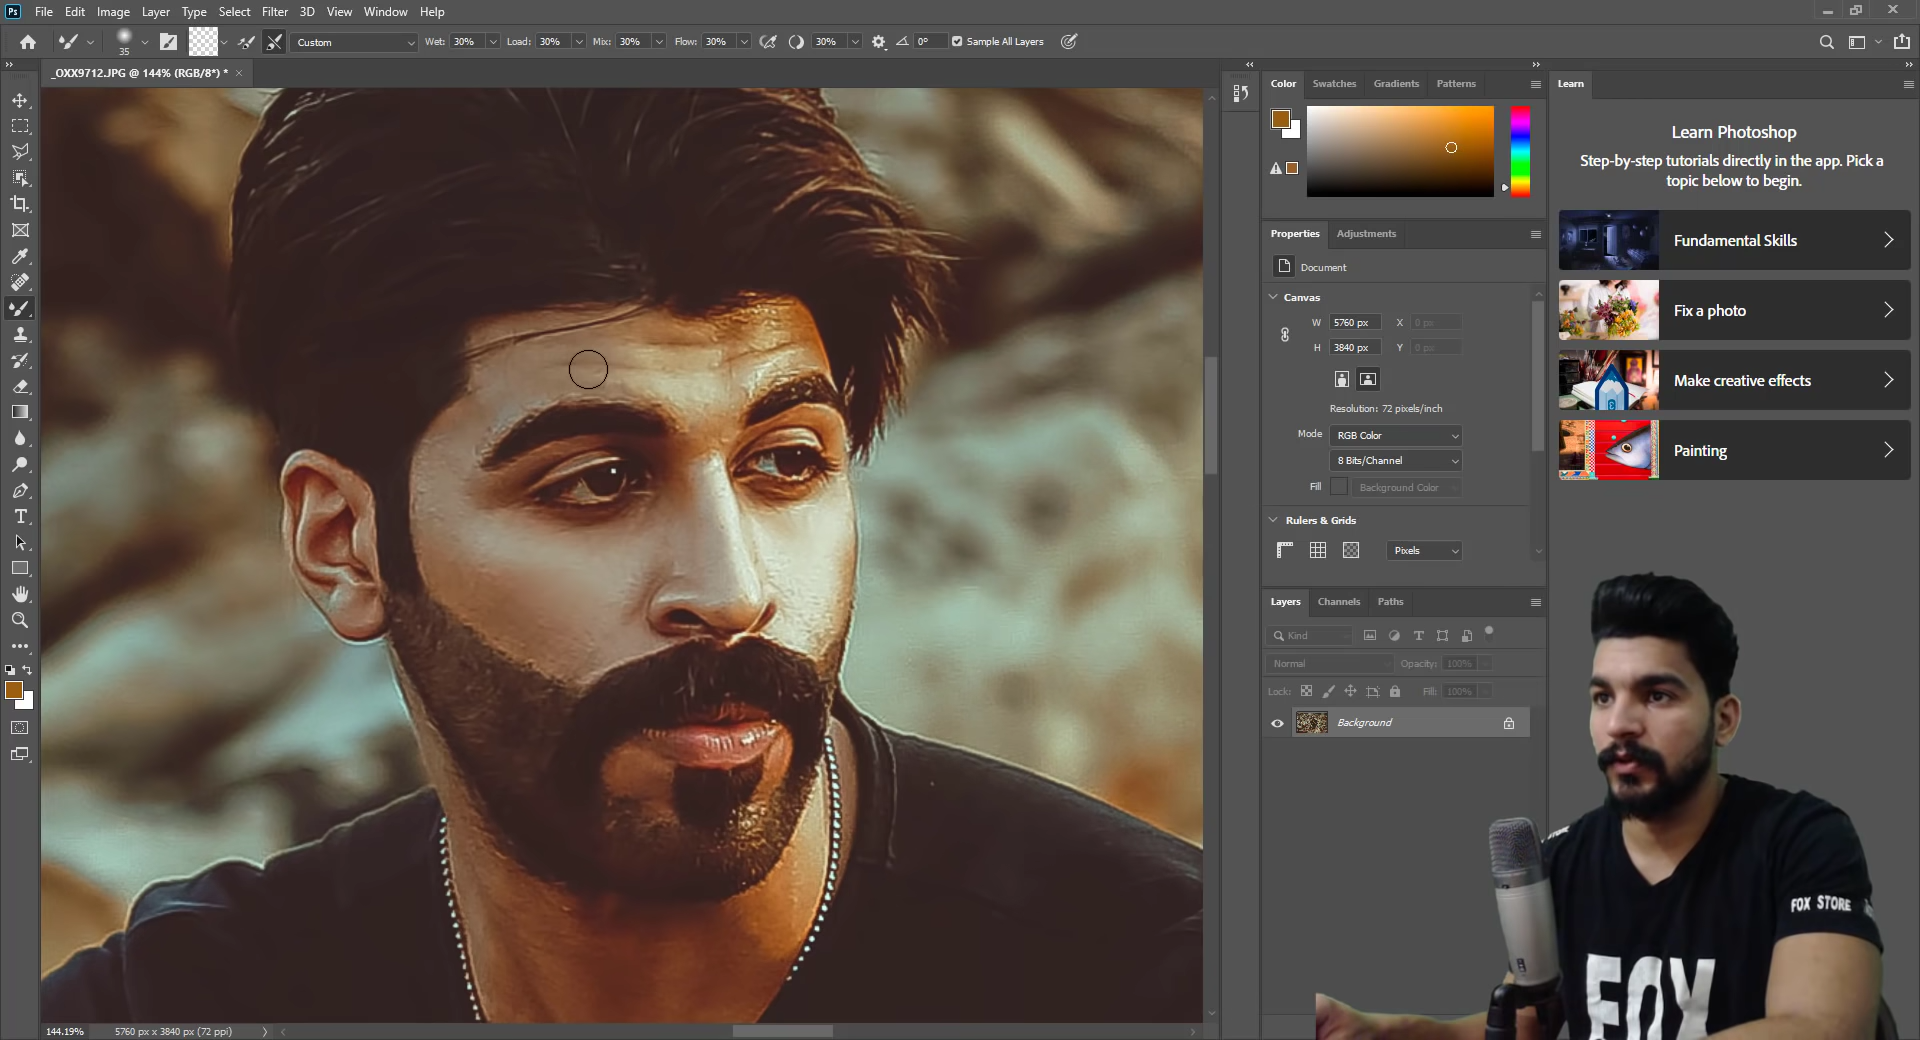 Ps File Edit Image Layer Type Select Filter 3D View Window Help
35 Custom Wet: 30% Load: 30% Mix: 30% Flow: 30% 30% 0° Sample All Layers
_OXX9712.JPG @ 144% (RGB/8*) * ×
Color Swatches Gradients Patterns
Learn
Learn Photoshop
Step-by-step tutorials directly in the app. Pick a
topic below to begin.
Fundamental Skills
Fix a photo
Make creative effects
Painting
Properties Adjustments
Document
Canvas
W 5760 px X 0 px
H 3840 px Y 0 px
Resolution: 72 pixels/inch
Mode RGB Color
8 Bits/Channel
Fill Background Color
Rulers & Grids
Pixels
Layers Channels Paths
Kind
Normal Opacity: 100%
Lock: Fill: 100%
Background
FOX STORE
FOX
144.19% 5760 px x 3840 px (72 ppi)